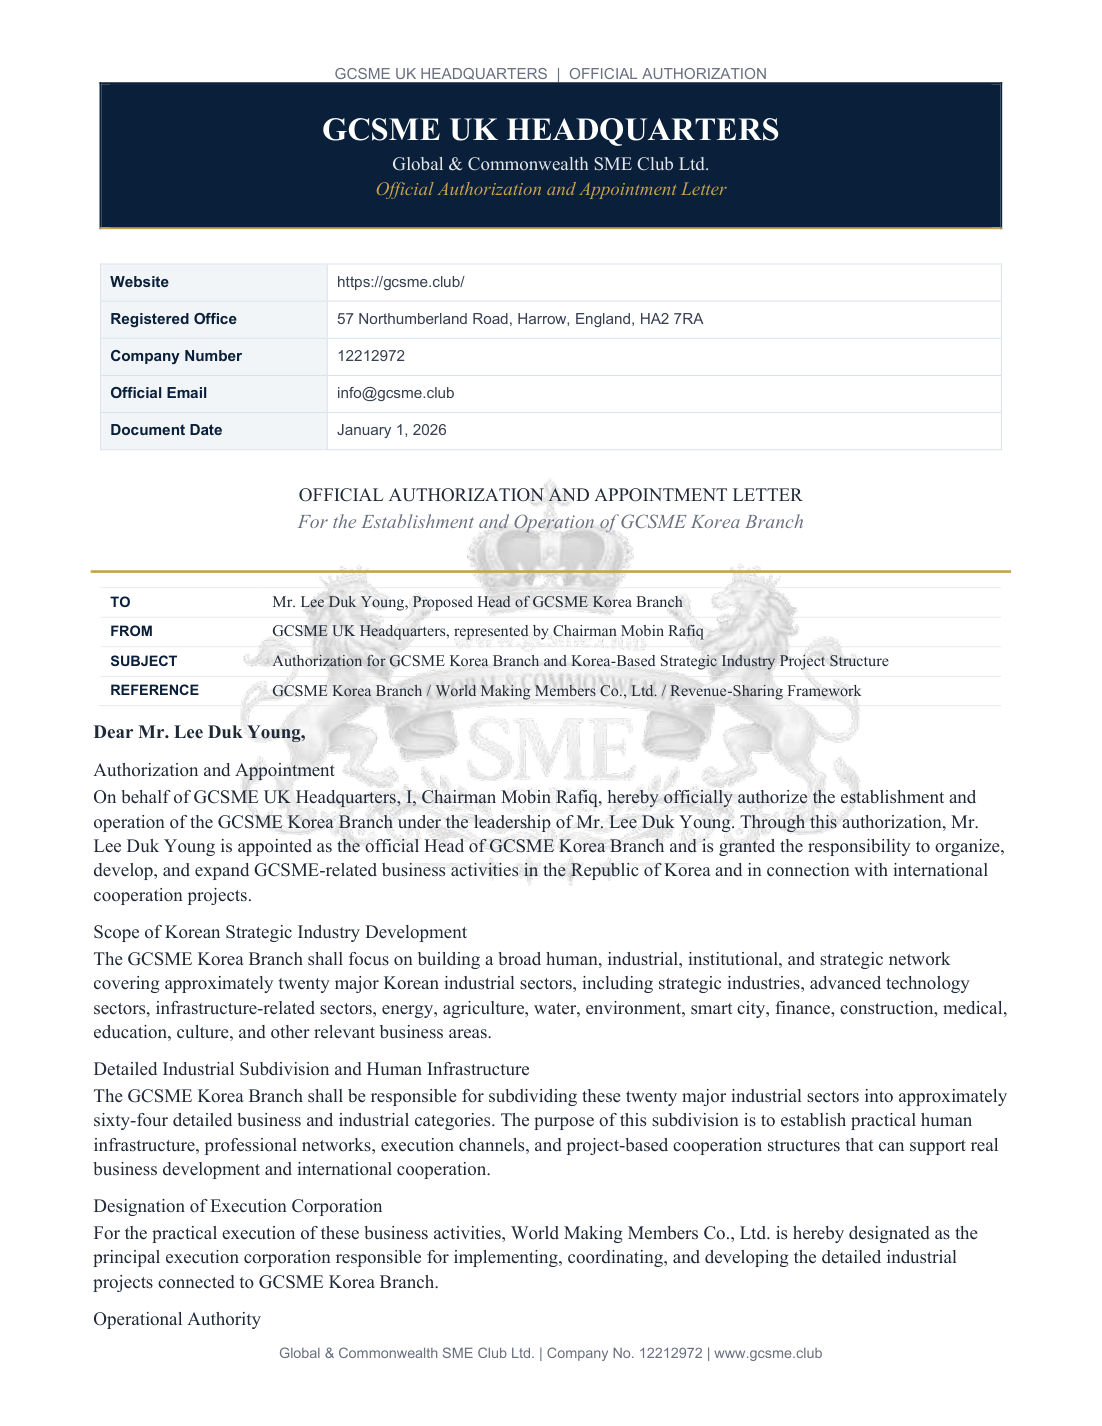 GCSME UK HEADQUARTERS | OFFICIAL AUTHORIZATION
GCSME UK HEADQUARTERS
Global & Commonwealth SME Club Ltd.
Official Authorization and Appointment Letter
Website https://gcsme.club/
Registered Office 57 Northumberland Road, Harrow, England, HA2 7RA
Company Number 12212972
Official Email info@gcsme.club
Document Date January 1, 2026
OFFICIAL AUTHORIZATION AND APPOINTMENT LETTER
For the Establishment and Operation of GCSME Korea Branch
TO Mr. Lee Duk Young, Proposed Head of GCSME Korea Branch
FROM GCSME UK Headquarters, represented by Chairman Mobin Rafiq
SUBJECT Authorization for GCSME Korea Branch and Korea-Based Strategic Industry Project Structure
REFERENCE GCSME Korea Branch / World Making Members Co., Ltd. / Revenue-Sharing Framework
GLOBAL & COMMONWEALTH
SME
Dear Mr. Lee Duk Young,
Authorization and Appointment
On behalf of GCSME UK Headquarters, I, Chairman Mobin Rafiq, hereby officially authorize the establishment and
operation of the GCSME Korea Branch under the leadership of Mr. Lee Duk Young. Through this authorization, Mr.
Lee Duk Young is appointed as the official Head of GCSME Korea Branch and is granted the responsibility to organize,
develop, and expand GCSME-related business activities in the Republic of Korea and in connection with international
cooperation projects.
Scope of Korean Strategic Industry Development
The GCSME Korea Branch shall focus on building a broad human, industrial, institutional, and strategic network
covering approximately twenty major Korean industrial sectors, including strategic industries, advanced technology
sectors, infrastructure-related sectors, energy, agriculture, water, environment, smart city, finance, construction, medical,
education, culture, and other relevant business areas.
Detailed Industrial Subdivision and Human Infrastructure
The GCSME Korea Branch shall be responsible for subdividing these twenty major industrial sectors into approximately
sixty-four detailed business and industrial categories. The purpose of this subdivision is to establish practical human
infrastructure, professional networks, execution channels, and project-based cooperation structures that can support real
business development and international cooperation.
Designation of Execution Corporation
For the practical execution of these business activities, World Making Members Co., Ltd. is hereby designated as the
principal execution corporation responsible for implementing, coordinating, and developing the detailed industrial
projects connected to GCSME Korea Branch.
Operational Authority
Global & Commonwealth SME Club Ltd. | Company No. 12212972 | www.gcsme.club